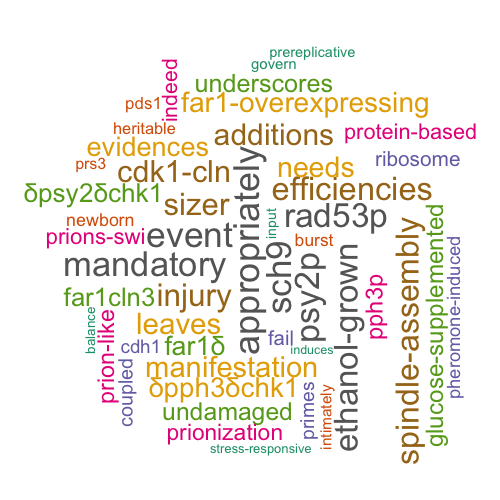 prereplicative
govern
indeed
underscores
pds1
far1-overexpressing
heritable
additions
protein-based
evidences
prs3
cdk1-cln
needs
ribosome
δpsy2δchk1
sizer
efficiencies
newborn
appropriately
input
rad53p
prions-swi
event
burst
mandatory
sch9
psy2p
ethanol-grown
spindle-assembly
glucose-supplemented
pheromone-induced
far1cln3
injury
pph3p
balance
prion-like
leaves
cdh1
far1δ
fail
induces
coupled
manifestation
δpph3δchk1
undamaged
primes
intimately
prionization
stress-responsive